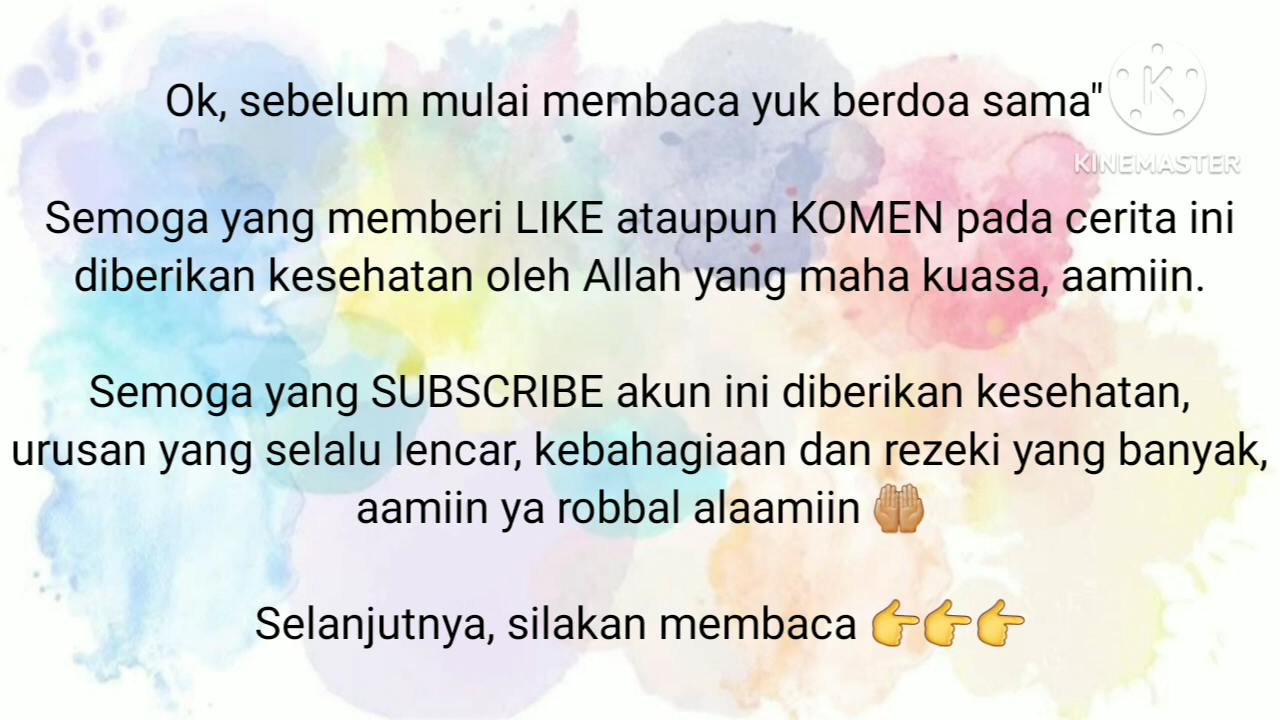 Ok, sebelum mulai membaca yuk berdoa sama"
KINEMASTER
Semoga yang memberi LIKE ataupun KOMEN pada cerita ini
diberikan kesehatan oleh Allah yang maha kuasa, aamiin.
Semoga yang SUBSCRIBE akun ini diberikan kesehatan,
urusan yang selalu lencar, kebahagiaan dan rezeki yang banyak,
aamiin ya robbal alaamiin 🤲🏼
Selanjutnya, silakan membaca 👉👉👉